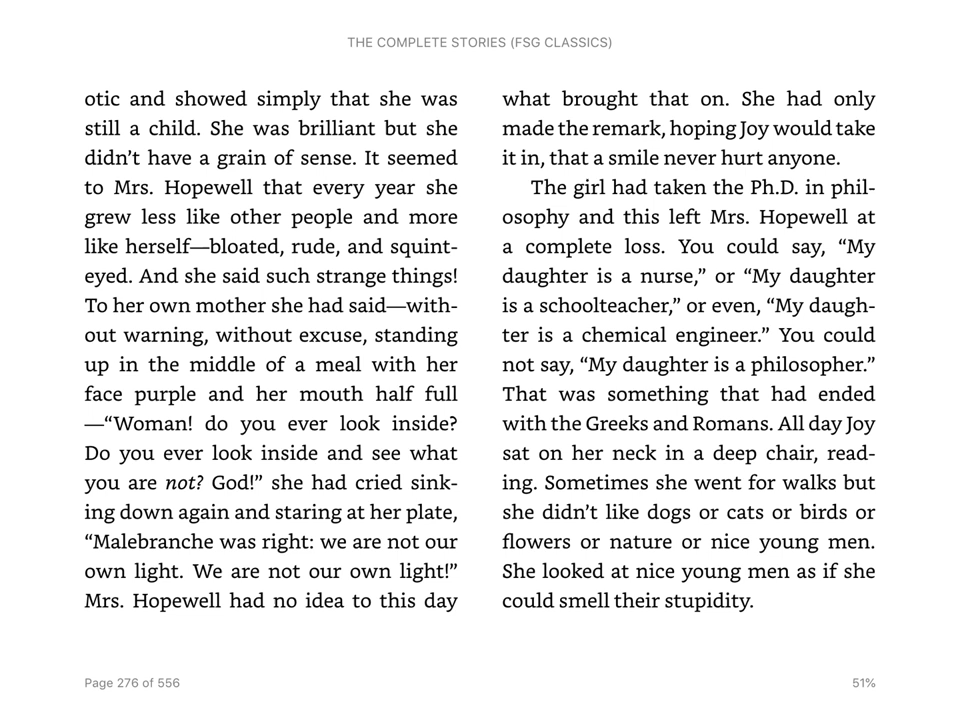 THE COMPLETE STORIES (FSG CLASSICS)
otic and showed simply that she was
still a child. She was brilliant but she
didn’t have a grain of sense. It seemed
to Mrs. Hopewell that every year she
grew less like other people and more
like herself—bloated, rude, and squint-
eyed. And she said such strange things!
To her own mother she had said—with-
out warning, without excuse, standing
up in the middle of a meal with her
face purple and her mouth half full
—“Woman! do you ever look inside?
Do you ever look inside and see what
you are not? God!” she had cried sink-
ing down again and staring at her plate,
“Malebranche was right: we are not our
own light. We are not our own light!”
Mrs. Hopewell had no idea to this day
what brought that on. She had only
made the remark, hoping Joy would take
it in, that a smile never hurt anyone.
The girl had taken the Ph.D. in phil-
osophy and this left Mrs. Hopewell at
a complete loss. You could say, “My
daughter is a nurse,” or “My daughter
is a schoolteacher,” or even, “My daugh-
ter is a chemical engineer.” You could
not say, “My daughter is a philosopher.”
That was something that had ended
with the Greeks and Romans. All day Joy
sat on her neck in a deep chair, read-
ing. Sometimes she went for walks but
she didn’t like dogs or cats or birds or
flowers or nature or nice young men.
She looked at nice young men as if she
could smell their stupidity.
Page 276 of 556
51%